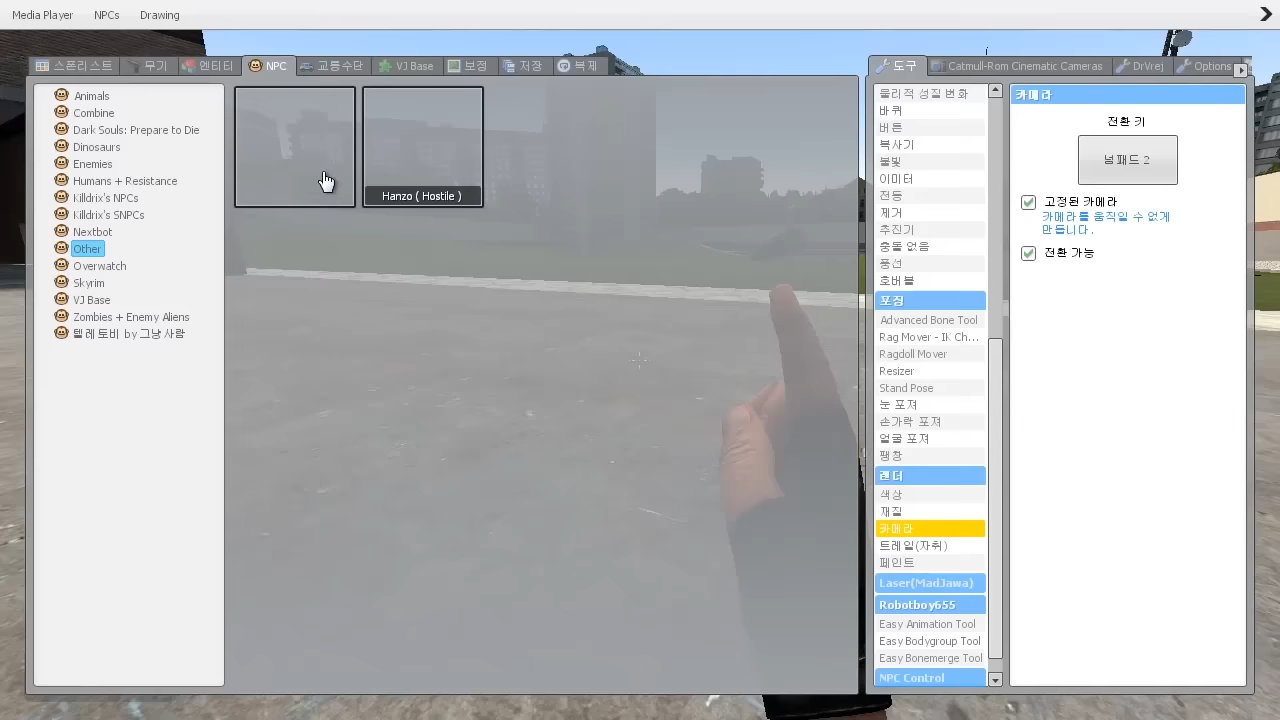 Media Player
NPCs
Drawing
스폰리스트
무기
엔티티
NPC
교통수단
VJ Base
보정
저장
복제
Animals
Combine
Dark Souls: Prepare to Die
Dinosaurs
Enemies
Humans + Resistance
Killdrix's NPCs
Killdrix's SNPCs
Nextbot
Other
Overwatch
Skyrim
VJ Base
Zombies + Enemy Aliens
텔레토비 by 그냥사람
Hanzo ( Hostile )
도구
Catmull-Rom Cinematic Cameras
DrVrej
Options
물리적 성질 변화
바퀴
버튼
복사기
불빛
이미터
전등
제거
추진기
충돌 없음
풍선
호버볼
포징
Advanced Bone Tool
Rag Mover - IK Ch...
Ragdoll Mover
Resizer
Stand Pose
눈 포져
손가락 포져
얼굴 포져
팽창
렌더
색상
재질
카메라
트레일(자취)
페인트
Laser(MadJawa)
Robotboy655
Easy Animation Tool
Easy Bodygroup Tool
Easy Bonemerge Tool
NPC Control
카메라
전환 키
넘패드 2
고정된 카메라
카메라를 움직일 수 없게
만듭니다.
전환 가능